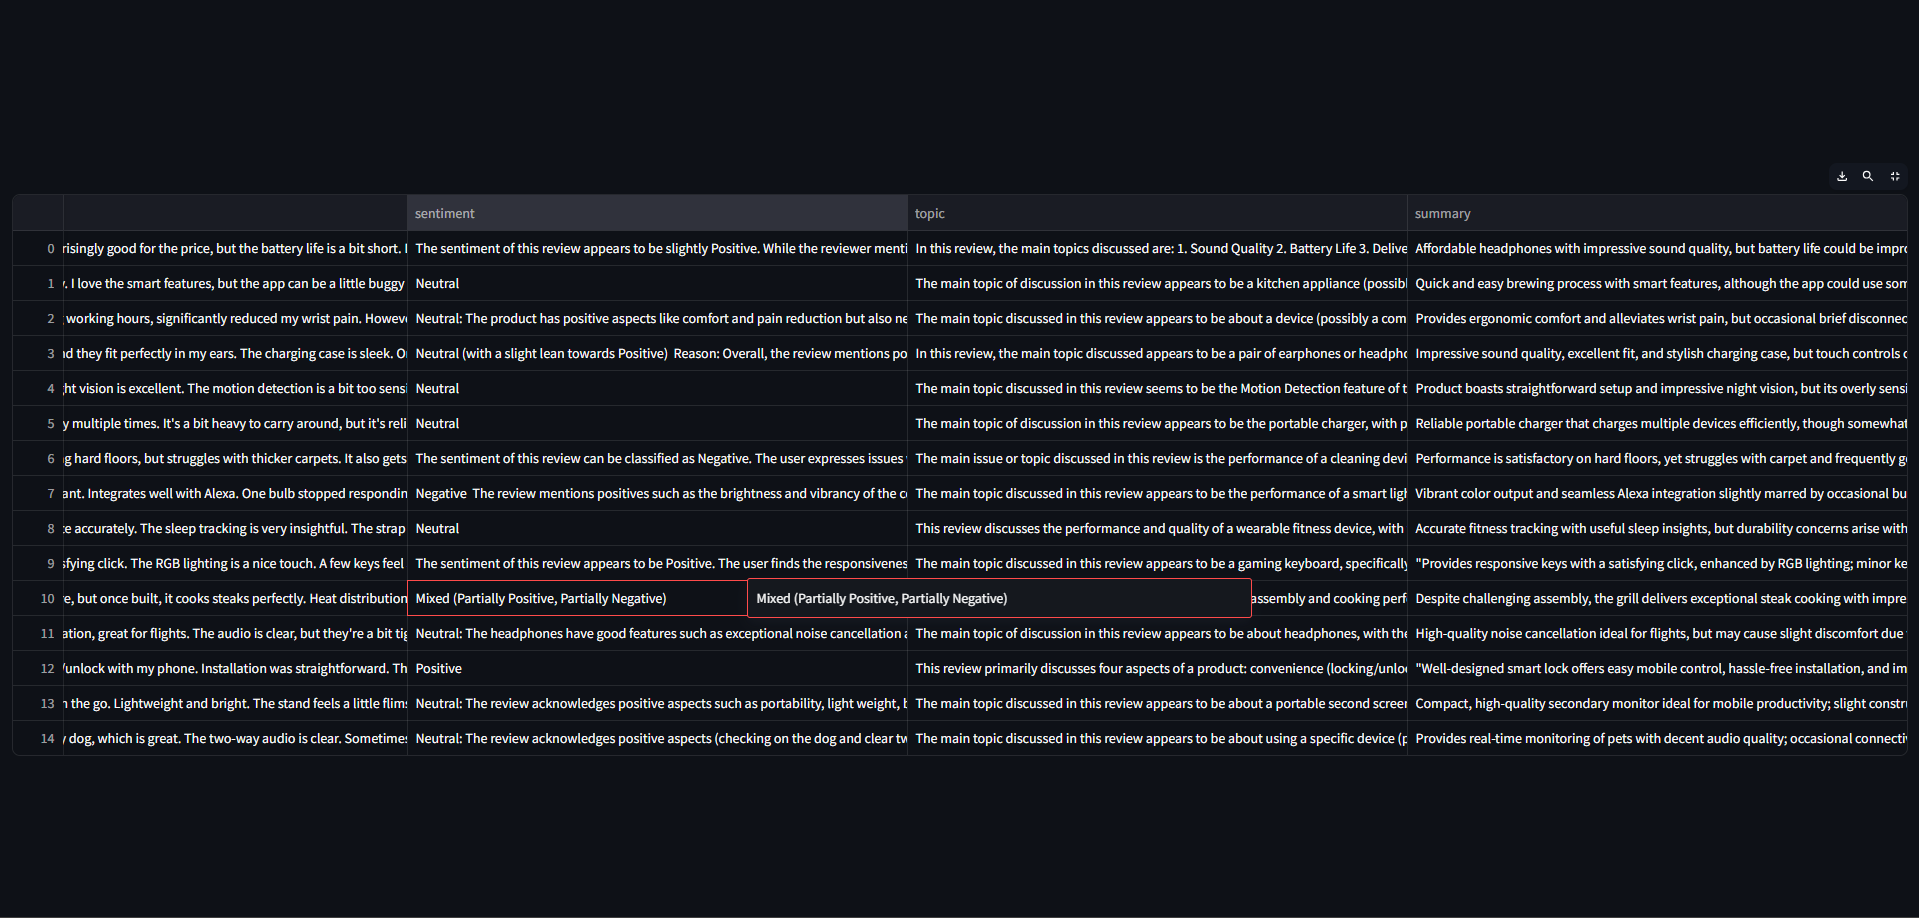 sentiment topic summary
0 risingly good for the price, but the battery life is a bit short. The sentiment of this review appears to be slightly Positive. While the reviewer menti In this review, the main topics discussed are: 1. Sound Quality 2. Battery Life 3. Delive Affordable headphones with impressive sound quality, but battery life could be impro
1 . I love the smart features, but the app can be a little buggy Neutral The main topic of discussion in this review appears to be a kitchen appliance (possibl Quick and easy brewing process with smart features, although the app could use som
2 working hours, significantly reduced my wrist pain. Howeve Neutral: The product has positive aspects like comfort and pain reduction but also ne The main topic discussed in this review appears to be about a device (possibly a com Provides ergonomic comfort and alleviates wrist pain, but occasional brief disconnec
3 nd they fit perfectly in my ears. The charging case is sleek. O Neutral (with a slight lean towards Positive) Reason: Overall, the review mentions po In this review, the main topic discussed appears to be a pair of earphones or headpho Impressive sound quality, excellent fit, and stylish charging case, but touch controls c
4 ht vision is excellent. The motion detection is a bit too sensi Neutral The main topic discussed in this review seems to be the Motion Detection feature of t Product boasts straightforward setup and impressive night vision, but its overly sensi
5 y multiple times. It's a bit heavy to carry around, but it's reli Neutral The main topic of discussion in this review appears to be the portable charger, with p Reliable portable charger that charges multiple devices efficiently, though somewhat
6 g hard floors, but struggles with thicker carpets. It also gets The sentiment of this review can be classified as Negative. The user expresses issues The main issue or topic discussed in this review is the performance of a cleaning devi Performance is satisfactory on hard floors, yet struggles with carpet and frequently g
7 ant. Integrates well with Alexa. One bulb stopped respondin Negative The review mentions positives such as the brightness and vibrancy of the c The main topic discussed in this review appears to be the performance of a smart ligh Vibrant color output and seamless Alexa integration slightly marred by occasional bu
8 e accurately. The sleep tracking is very insightful. The strap Neutral This review discusses the performance and quality of a wearable fitness device, with Accurate fitness tracking with useful sleep insights, but durability concerns arise with
9 sfying click. The RGB lighting is a nice touch. A few keys feel The sentiment of this review appears to be Positive. The user finds the responsivenes The main topic discussed in this review appears to be a gaming keyboard, specifically "Provides responsive keys with a satisfying click, enhanced by RGB lighting; minor ke
10 e, but once built, it cooks steaks perfectly. Heat distribution Mixed (Partially Positive, Partially Negative) Mixed (Partially Positive, Partially Negative) assembly and cooking perf Despite challenging assembly, the grill delivers exceptional steak cooking with impre
11 ation, great for flights. The audio is clear, but they're a bit tig Neutral: The headphones have good features such as exceptional noise cancellation a The main topic of discussion in this review appears to be about headphones, with the High-quality noise cancellation ideal for flights, but may cause slight discomfort due
12 /unlock with my phone. Installation was straightforward. Th Positive This review primarily discusses four aspects of a product: convenience (locking/unlo "Well-designed smart lock offers easy mobile control, hassle-free installation, and im
13 n the go. Lightweight and bright. The stand feels a little flims Neutral: The review acknowledges positive aspects such as portability, light weight, b The main topic discussed in this review appears to be about a portable second screen Compact, high-quality secondary monitor ideal for mobile productivity; slight constr
14 y dog, which is great. The two-way audio is clear. Sometimes Neutral: The review acknowledges positive aspects (checking on the dog and clear tw The main topic discussed in this review appears to be about using a specific device (p Provides real-time monitoring of pets with decent audio quality; occasional connecti